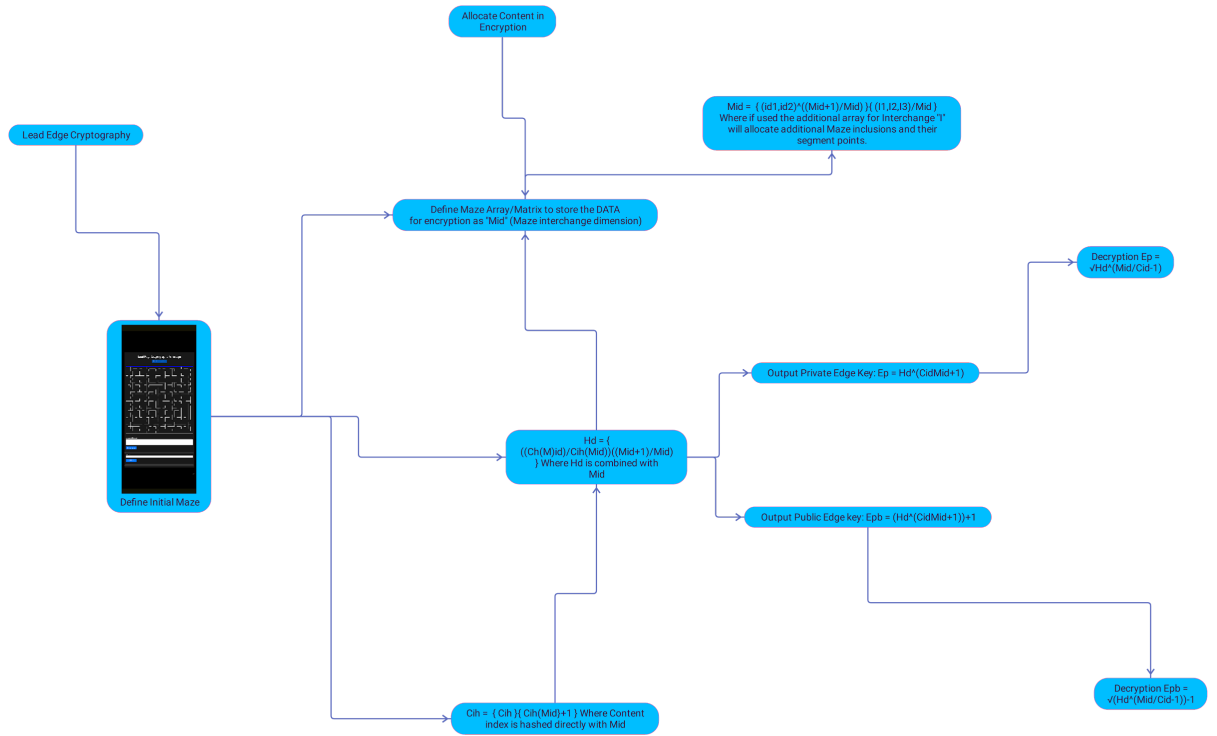 Allocate Content in
Encryption
Mid = { (id1,id2)^((Mid+1)/Mid) }{ (I1,I2,I3)/Mid }
Where if used the additional array for Interchange "I"
will allocate additional Maze inclusions and their
segment points.
Lead Edge Cryptography
Define Maze Array/Matrix to store the DATA
for encryption as "Mid" (Maze interchange dimension)
Decryption Ep =
√Hd^(Mid/Cid-1)
Output Private Edge Key: Ep = Hd^(CidMid+1)
Hd = {
((Ch(M)id)/Cih(Mid))((Mid+1)/Mid)
} Where Hd is combined with
Mid
Define Initial Maze
Output Public Edge key: Epb = (Hd^(CidMid+1))+1
Decryption Epb =
√(Hd^(Mid/Cid-1))-1
Cih = { Cih }{ Cih(Mid}+1 } Where Content
index is hashed directly with Mid